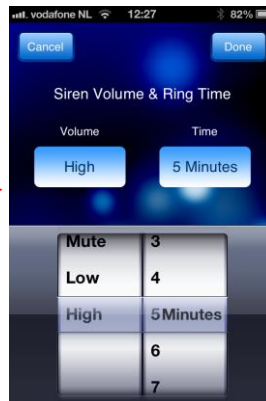 vodafone NL 12:27 82%
Cancel Done
Siren Volume & Ring Time
Volume Time
High 5 Minutes
Mute 3
Low 4
High 5 Minutes
6
7